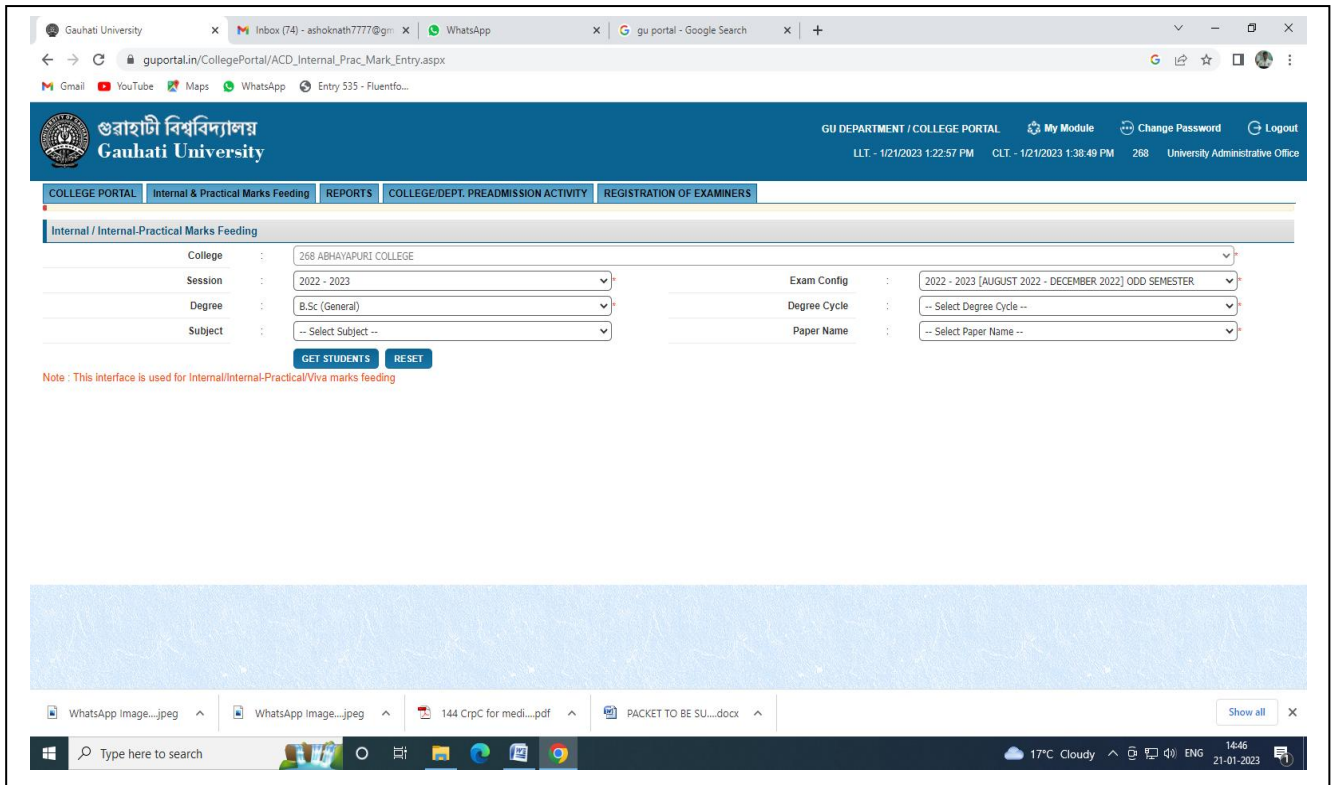 Gauhati University
Inbox (74) - ashoknath7777@gm
WhatsApp
gu portal - Google Search
guportal.in/CollegePortal/ACD_Internal_Prac_Mark_Entry.aspx
Gmail YouTube Maps WhatsApp Entry 535 - Fluentfo...
গুৱাহাটী বিশ্ববিদ্যালয়
Gauhati University
GU DEPARTMENT / COLLEGE PORTAL My Module Change Password Logout
LLT. - 1/21/2023 1:22:57 PM CLT. - 1/21/2023 1:38:49 PM 268 University Administrative Office
COLLEGE PORTAL Internal & Practical Marks Feeding REPORTS COLLEGE/DEPT. PREADMISSION ACTIVITY REGISTRATION OF EXAMINERS
Internal / Internal-Practical Marks Feeding
College : 268 ABHAYAPURI COLLEGE *
Session : 2022 - 2023 * Exam Config : 2022 - 2023 [AUGUST 2022 - DECEMBER 2022] ODD SEMESTER *
Degree : B.Sc (General) * Degree Cycle : -- Select Degree Cycle -- *
Subject : -- Select Subject -- Paper Name : -- Select Paper Name -- *
GET STUDENTS RESET
Note : This interface is used for Internal/Internal-Practical/Viva marks feeding
WhatsApp Image....jpeg WhatsApp Image....jpeg 144 CrpC for medi....pdf PACKET TO BE SU....docx Show all
Type here to search 17°C Cloudy ENG 14:46
21-01-2023